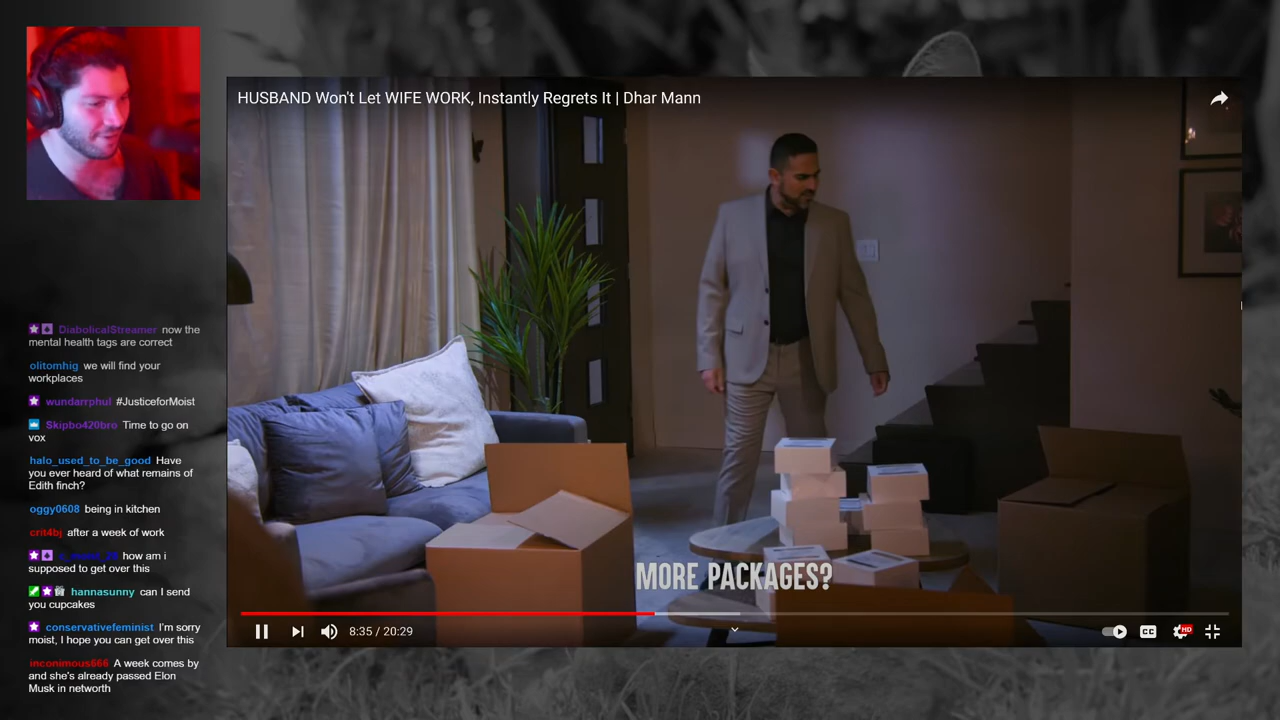 HUSBAND Won't Let WIFE WORK, Instantly Regrets It | Dhar Mann
DiabolicalStreamer now the
mental health tags are correct
olitomhig we will find your
workplaces
wundarrphul #JusticeforMoist
Skipbo420bro Time to go on
vox
halo_used_to_be_good Have
you ever heard of what remains of
Edith finch?
oggy0608 being in kitchen
crit4bj after a week of work
how am i
supposed to get over this
hannasunny can I send
you cupcakes
conservativefeminist I'm sorry
moist, I hope you can get over this
inconimous666 A week comes by
and she's already passed Elon
Musk in networth
MORE PACKAGES?
8:35 / 20:29
CC
HD